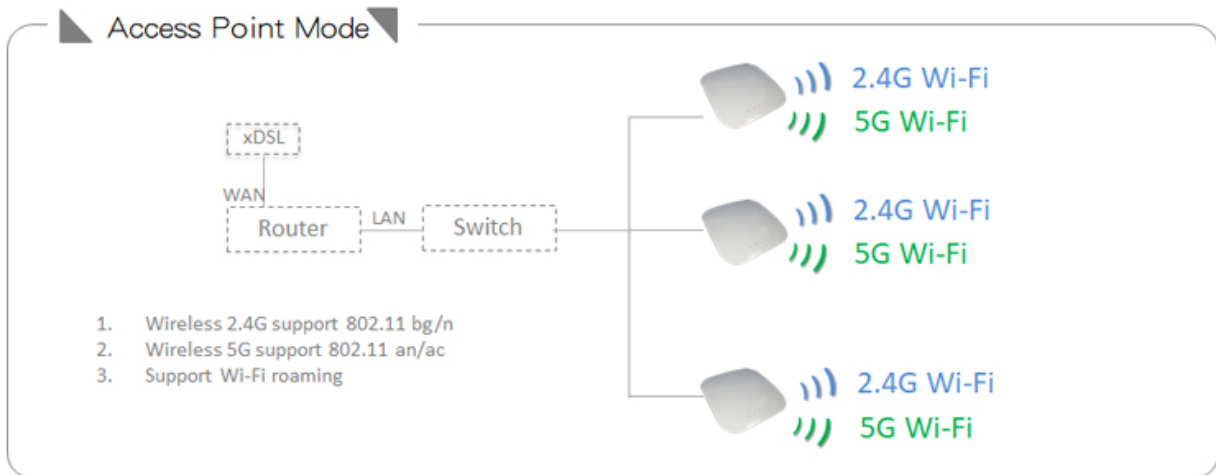 Access Point Mode
2.4G Wi-Fi
5G Wi-Fi
xDSL
WAN
Router
LAN
Switch
2.4G Wi-Fi
5G Wi-Fi
1. Wireless 2.4G support 802.11 bg/n
2. Wireless 5G support 802.11 an/ac
3. Support Wi-Fi roaming
2.4G Wi-Fi
5G Wi-Fi